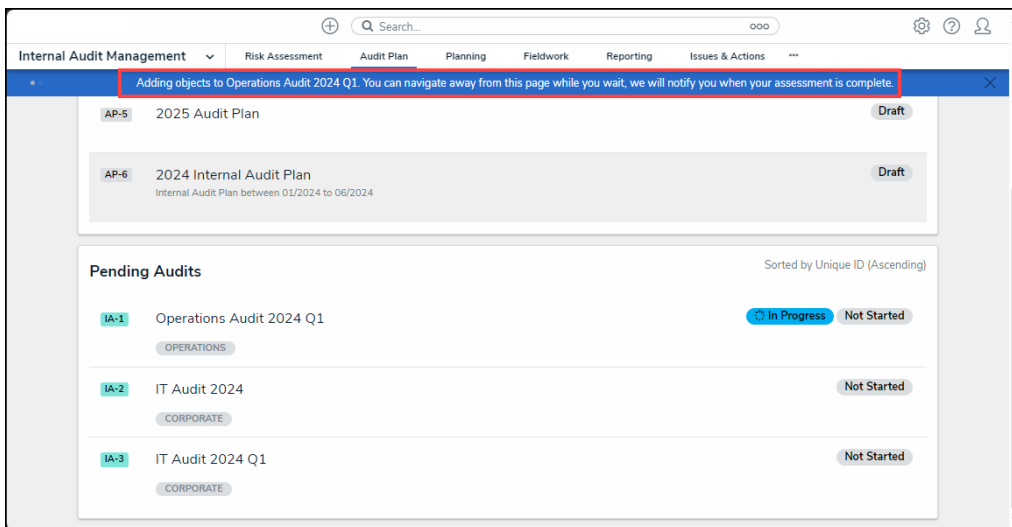 Search...
Internal Audit Management
Risk Assessment
Audit Plan
Planning
Fieldwork
Reporting
Issues & Actions
Adding objects to Operations Audit 2024 Q1. You can navigate away from this page while you wait, we will notify you when your assessment is complete.
AP-5 2025 Audit Plan Draft
AP-6 2024 Internal Audit Plan Draft
Internal Audit Plan between 01/2024 to 06/2024
Pending Audits Sorted by Unique ID (Ascending)
IA-1 Operations Audit 2024 Q1 In Progress Not Started
OPERATIONS
IA-2 IT Audit 2024 Not Started
CORPORATE
IA-3 IT Audit 2024 Q1 Not Started
CORPORATE